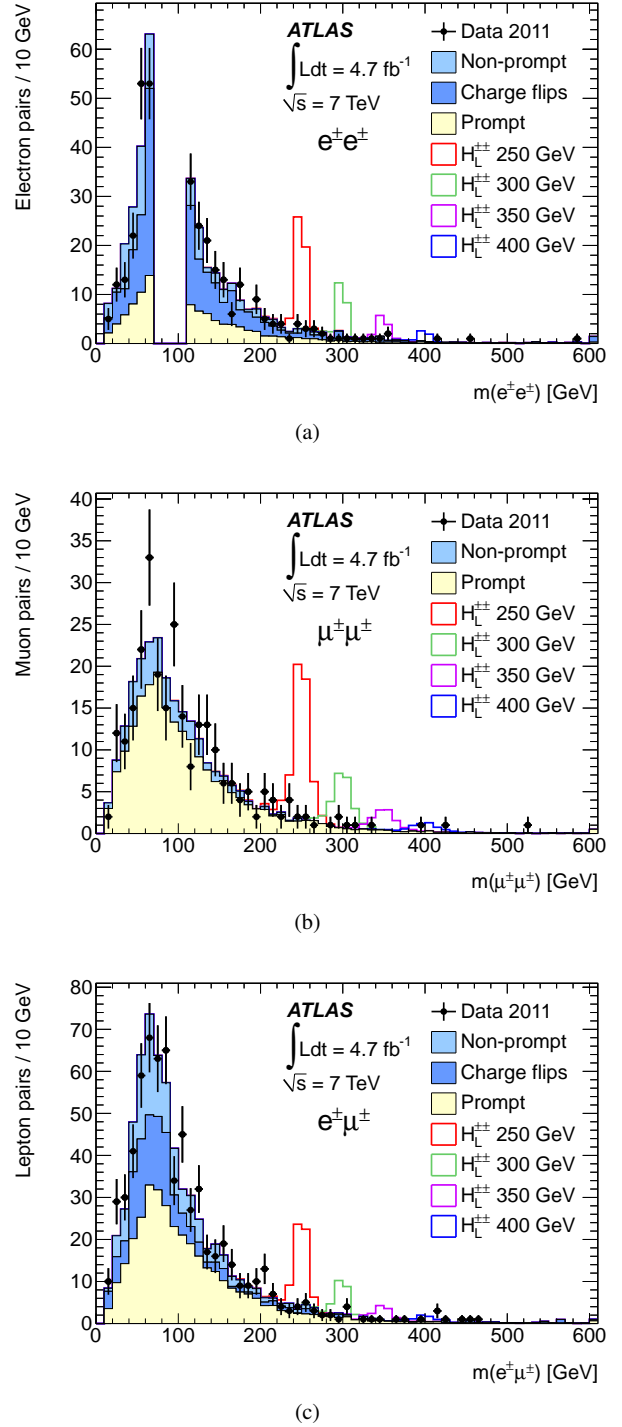 Electron pairs / 10 GeV
60
50
40
30
20
10
0
ATLAS
∫Ldt = 4.7 fb⁻¹
√s = 7 TeV
e±e±
Data 2011
Non-prompt
Charge flips
Prompt
H_L^±± 250 GeV
H_L^±± 300 GeV
H_L^±± 350 GeV
H_L^±± 400 GeV
0 100 200 300 400 500 600
m(e±e±) [GeV]
(a)
Muon pairs / 10 GeV
40
35
30
25
20
15
10
5
0
ATLAS
∫Ldt = 4.7 fb⁻¹
√s = 7 TeV
μ±μ±
Data 2011
Non-prompt
Prompt
H_L^±± 250 GeV
H_L^±± 300 GeV
H_L^±± 350 GeV
H_L^±± 400 GeV
0 100 200 300 400 500 600
m(μ±μ±) [GeV]
(b)
Lepton pairs / 10 GeV
80
70
60
50
40
30
20
10
0
ATLAS
∫Ldt = 4.7 fb⁻¹
√s = 7 TeV
e±μ±
Data 2011
Non-prompt
Charge flips
Prompt
H_L^±± 250 GeV
H_L^±± 300 GeV
H_L^±± 350 GeV
H_L^±± 400 GeV
0 100 200 300 400 500 600
m(e±μ±) [GeV]
(c)